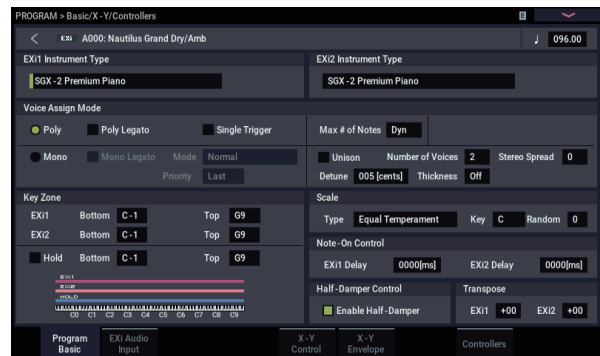 PROGRAM > Basic/X-Y/Controllers E
EXi A000: Nautilus Grand Dry/Amb ♩ 096.00
EXi1 Instrument Type EXi2 Instrument Type
SGX-2 Premium Piano SGX-2 Premium Piano
Voice Assign Mode
Poly Poly Legato Single Trigger Max # of Notes Dyn
Mono Mono Legato Mode Normal Unison Number of Voices 2 Stereo Spread 0
Priority Last Detune 005 [cents] Thickness Off
Key Zone Scale
EXi1 Bottom C-1 Top G9 Type Equal Temperament Key C Random 0
EXi2 Bottom C-1 Top G9 Note-On Control
Hold Bottom C-1 Top G9 EXi1 Delay 0000[ms] EXi2 Delay 0000[ms]
EXi1
EXi2
HOLD
C0 C1 C2 C3 C4 C5 C6 C7 C8 C9
Half-Damper Control Transpose
Enable Half-Damper EXi1 +00 EXi2 +00
Program Basic EXi Audio Input X-Y Control X-Y Envelope Controllers